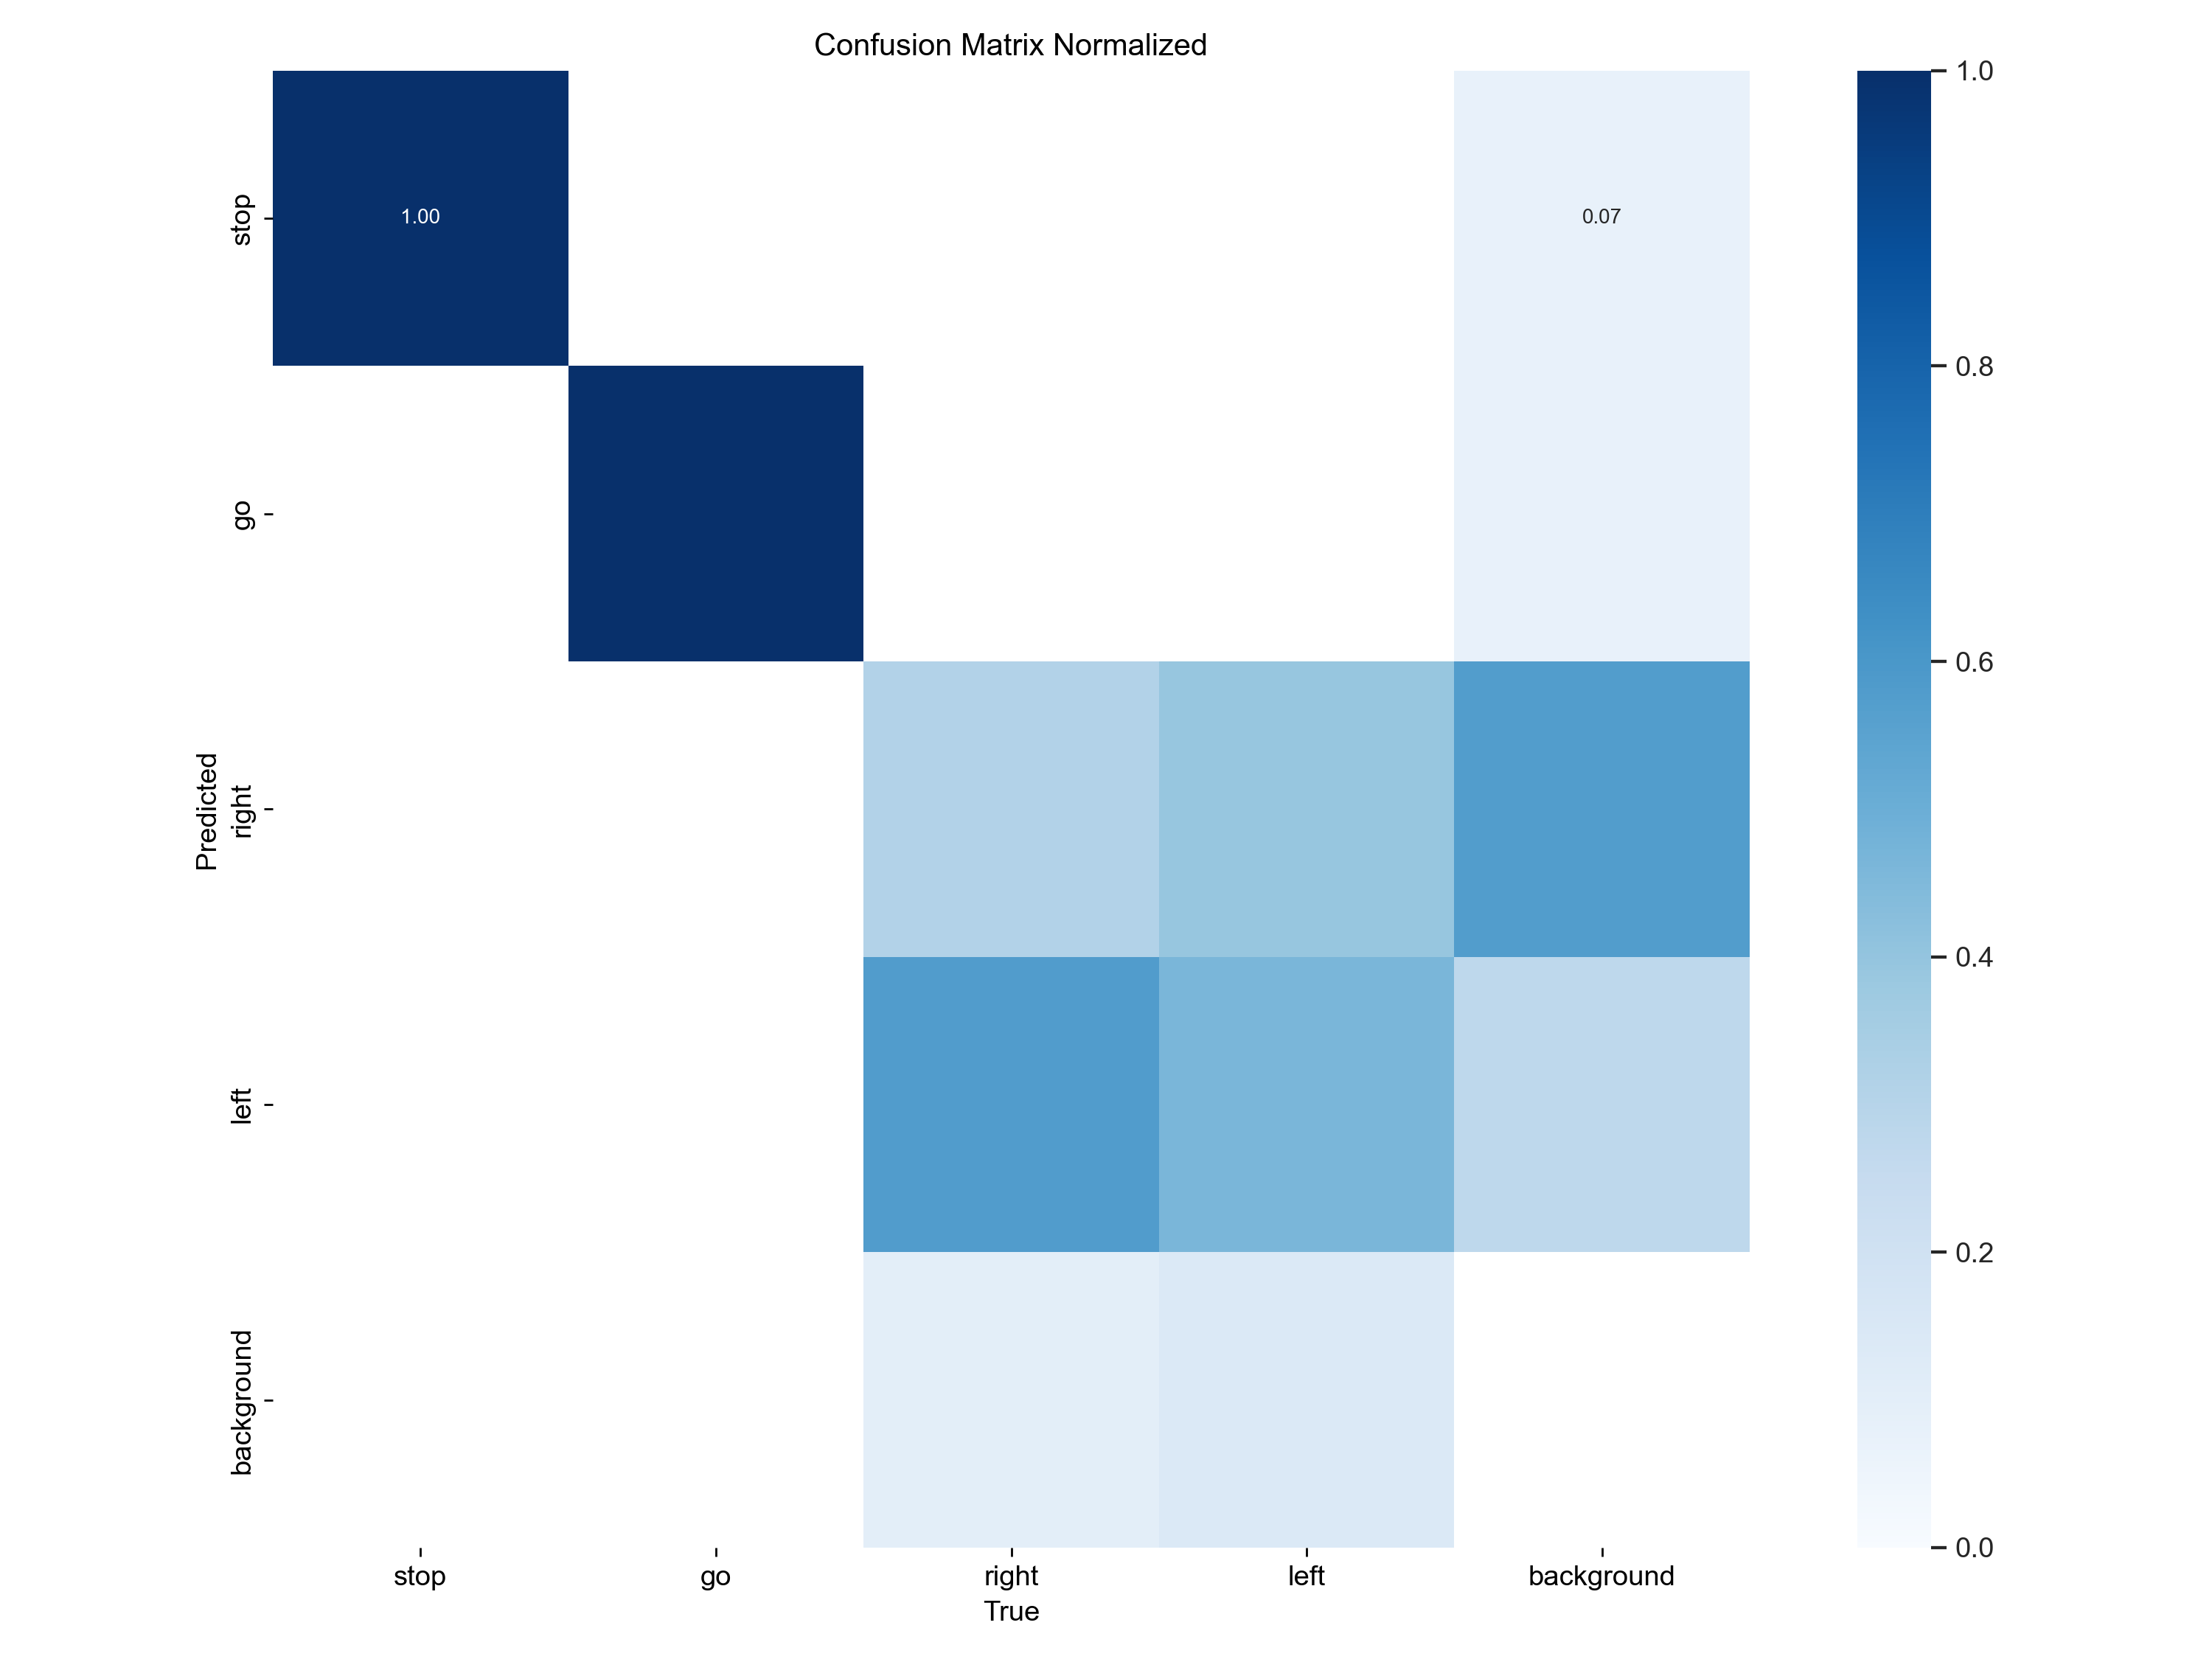 Confusion Matrix Normalized
1.00
0.07
stop
go
right
left
background
Predicted
stop
go
right
left
background
True
1.0
0.8
0.6
0.4
0.2
0.0